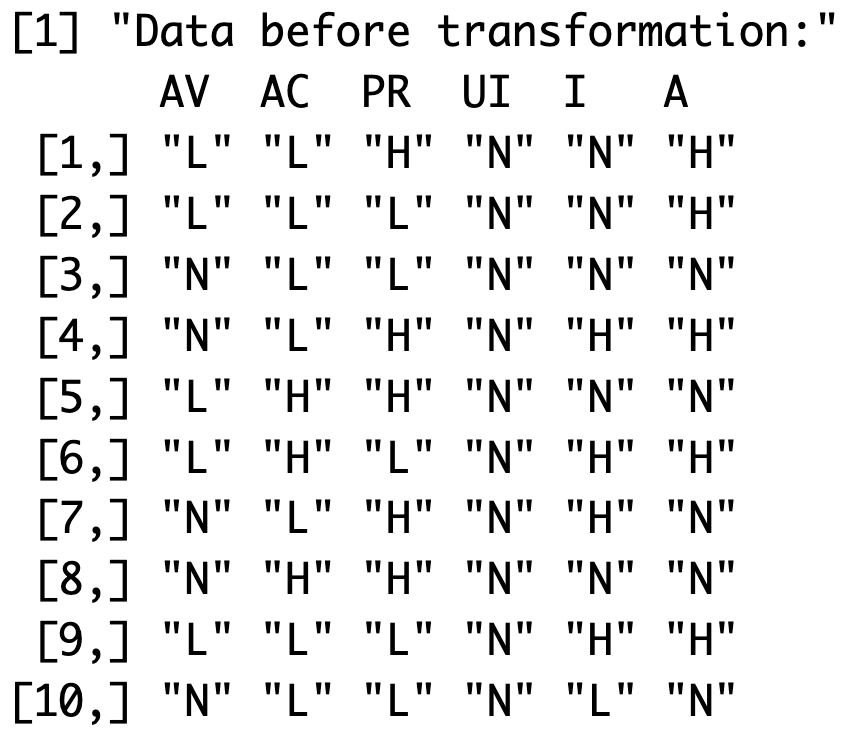 [1] "Data before transformation:"
AV AC PR UI I A
[1,] "L" "L" "H" "N" "N" "H"
[2,] "L" "L" "L" "N" "N" "H"
[3,] "N" "L" "L" "N" "N" "N"
[4,] "N" "L" "H" "N" "H" "H"
[5,] "L" "H" "H" "N" "N" "N"
[6,] "L" "H" "L" "N" "H" "H"
[7,] "N" "L" "H" "N" "H" "N"
[8,] "N" "H" "H" "N" "N" "N"
[9,] "L" "L" "L" "N" "H" "H"
[10,] "N" "L" "L" "N" "L" "N"